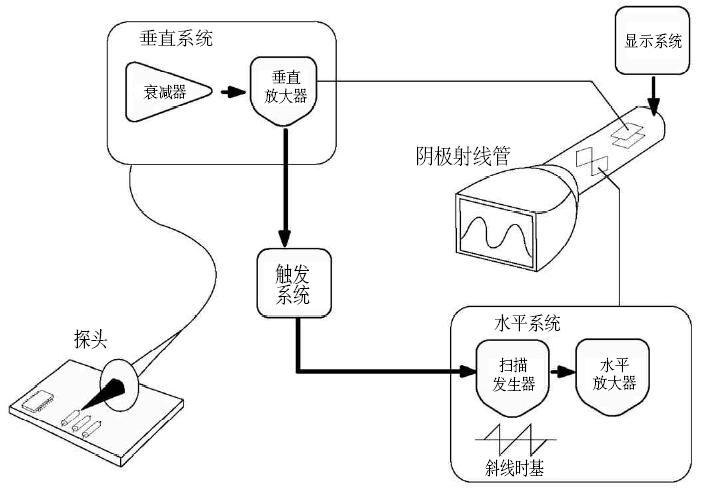 垂直系统
衰减器
垂直
放大器
显示系统
阴极射线管
触发
系统
探头
水平系统
扫描
发生器
水平
放大器
斜线时基